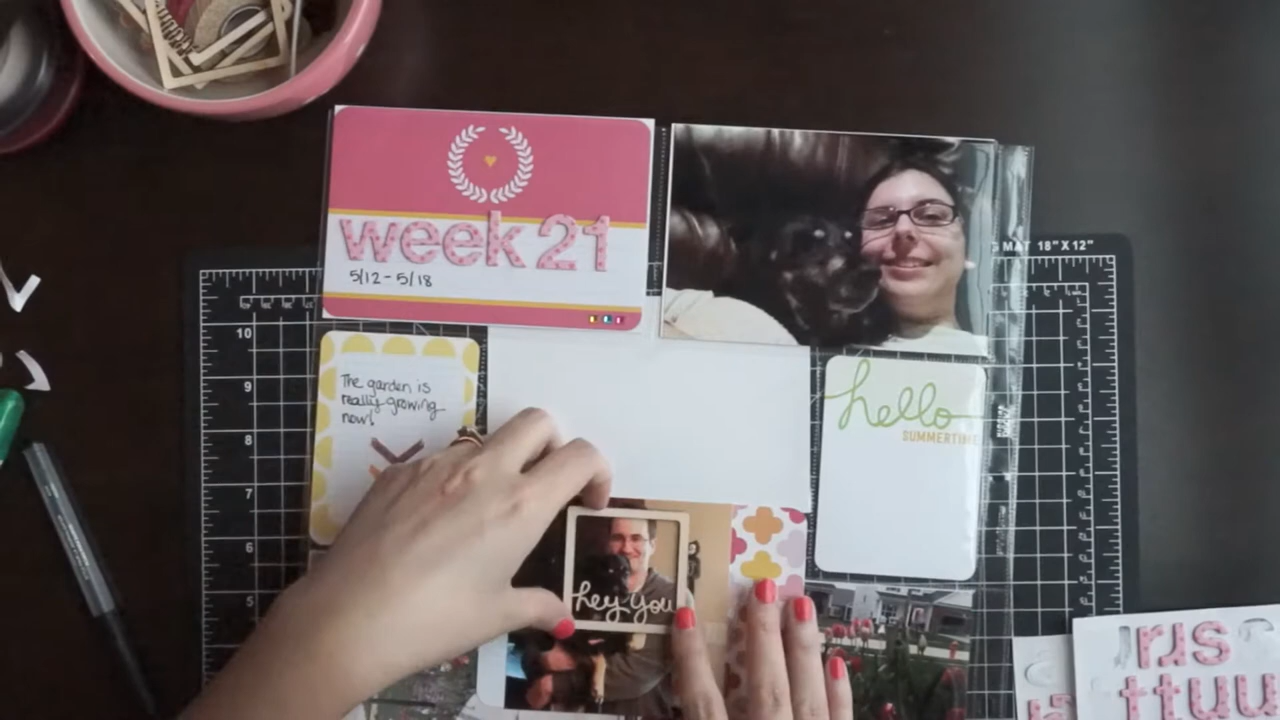 week 21
5/12 - 5/18
MAT 18" X 12"
10
9
8
7
6
5
The garden is
really growing
now!
hello
SUMMERTIME
hey you